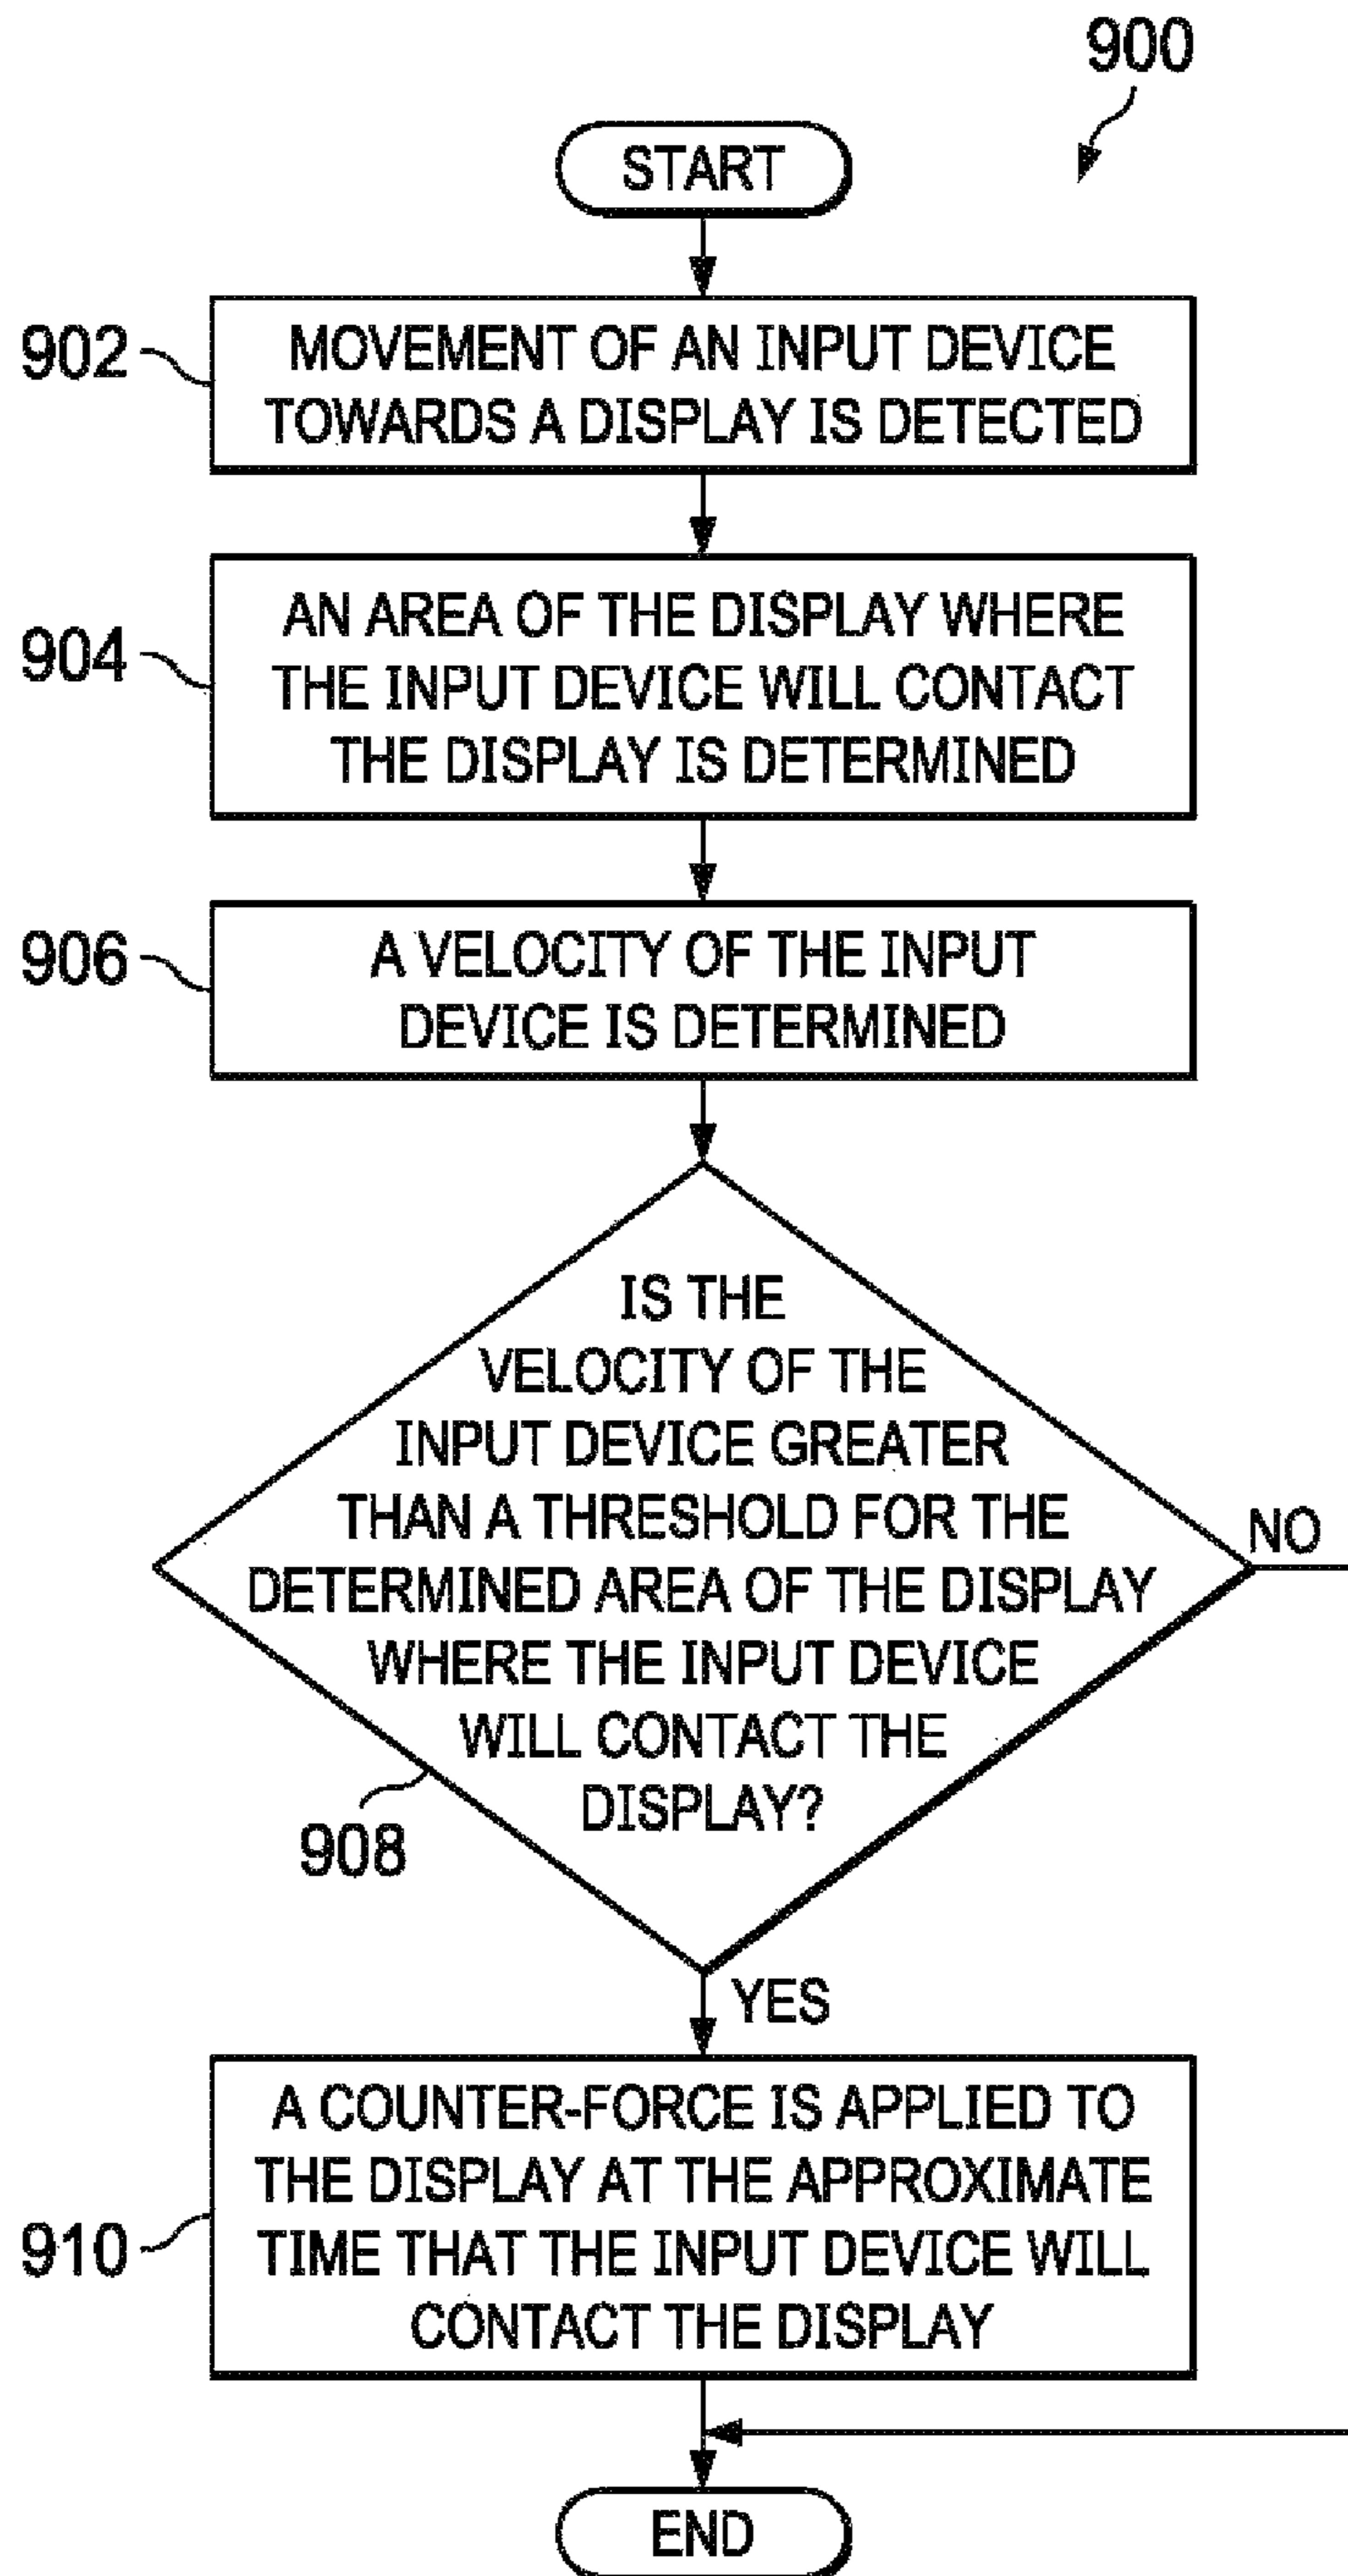 900
START
902
MOVEMENT OF AN INPUT DEVICE
TOWARDS A DISPLAY IS DETECTED
904
AN AREA OF THE DISPLAY WHERE
THE INPUT DEVICE WILL CONTACT
THE DISPLAY IS DETERMINED
906
A VELOCITY OF THE INPUT
DEVICE IS DETERMINED
IS THE
VELOCITY OF THE
INPUT DEVICE GREATER
THAN A THRESHOLD FOR THE
DETERMINED AREA OF THE DISPLAY
WHERE THE INPUT DEVICE
WILL CONTACT THE
DISPLAY?
NO
908
YES
910
A COUNTER-FORCE IS APPLIED TO
THE DISPLAY AT THE APPROXIMATE
TIME THAT THE INPUT DEVICE WILL
CONTACT THE DISPLAY
END